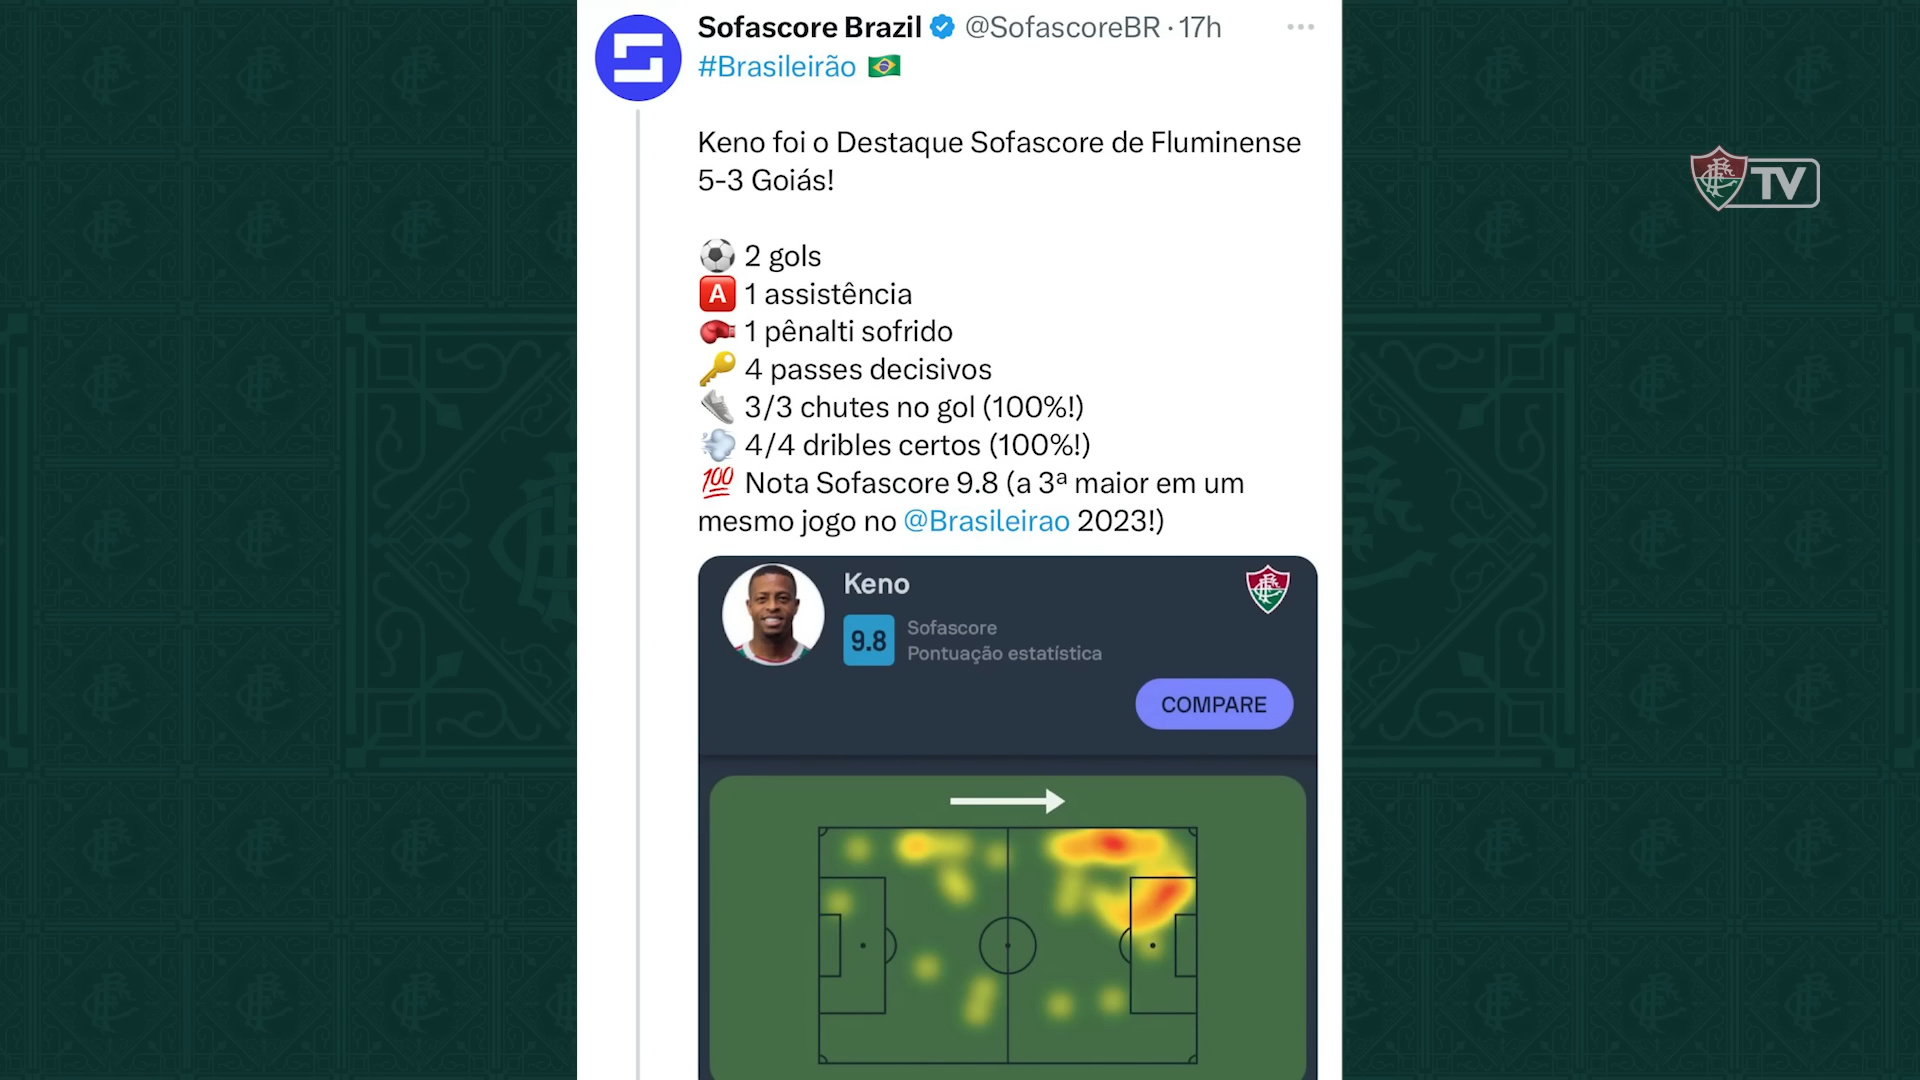 Sofascore Brazil @SofascoreBR · 17h
#Brasileirão 🇧🇷
Keno foi o Destaque Sofascore de Fluminense
5-3 Goiás!
⚽ 2 gols
🅰️ 1 assistência
🥊 1 pênalti sofrido
🔑 4 passes decisivos
👟 3/3 chutes no gol (100%!)
💨 4/4 dribles certos (100%!)
💯 Nota Sofascore 9.8 (a 3ª maior em um
mesmo jogo no @Brasileirao 2023!)
Keno
9.8
Sofascore
Pontuação estatística
COMPARE
TV